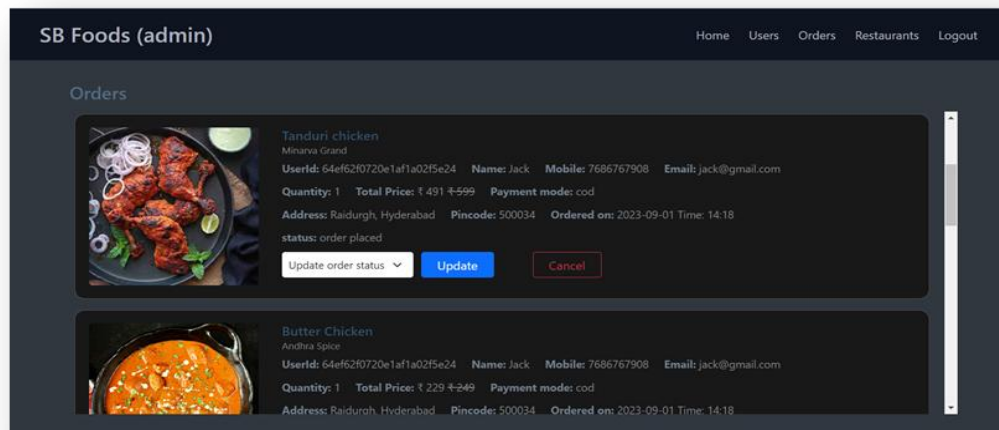 SB Foods (admin)
Home Users Orders Restaurants Logout
Orders
Tanduri chicken
Minarva Grand
UserId: 64ef62f0720e1af1a02f5e24 Name: Jack Mobile: 7686767908 Email: jack@gmail.com
Quantity: 1 Total Price: ₹ 491 ₹ 599 Payment mode: cod
Address: Raidurgh, Hyderabad Pincode: 500034 Ordered on: 2023-09-01 Time: 14:18
status: order placed
Update order status Update Cancel
Butter Chicken
Andhra Spice
UserId: 64ef62f0720e1af1a02f5e24 Name: Jack Mobile: 7686767908 Email: jack@gmail.com
Quantity: 1 Total Price: ₹ 229 ₹ 249 Payment mode: cod
Address: Raidurgh, Hyderabad Pincode: 500034 Ordered on: 2023-09-01 Time: 14:18